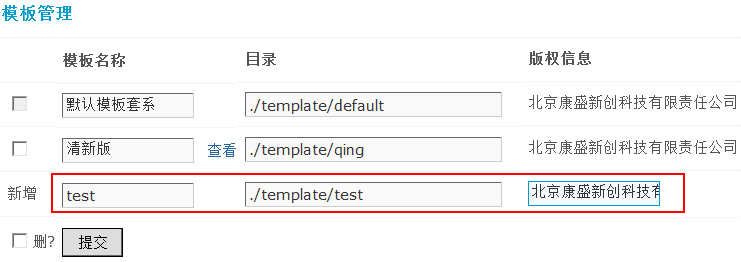 模板管理
模板名称 目录 版权信息
默认模板套系 ./template/default 北京康盛新创科技有限责任公司
清新版 查看 ./template/qing 北京康盛新创科技有限责任公司
新增 test ./template/test 北京康盛新创科技
删? 提交